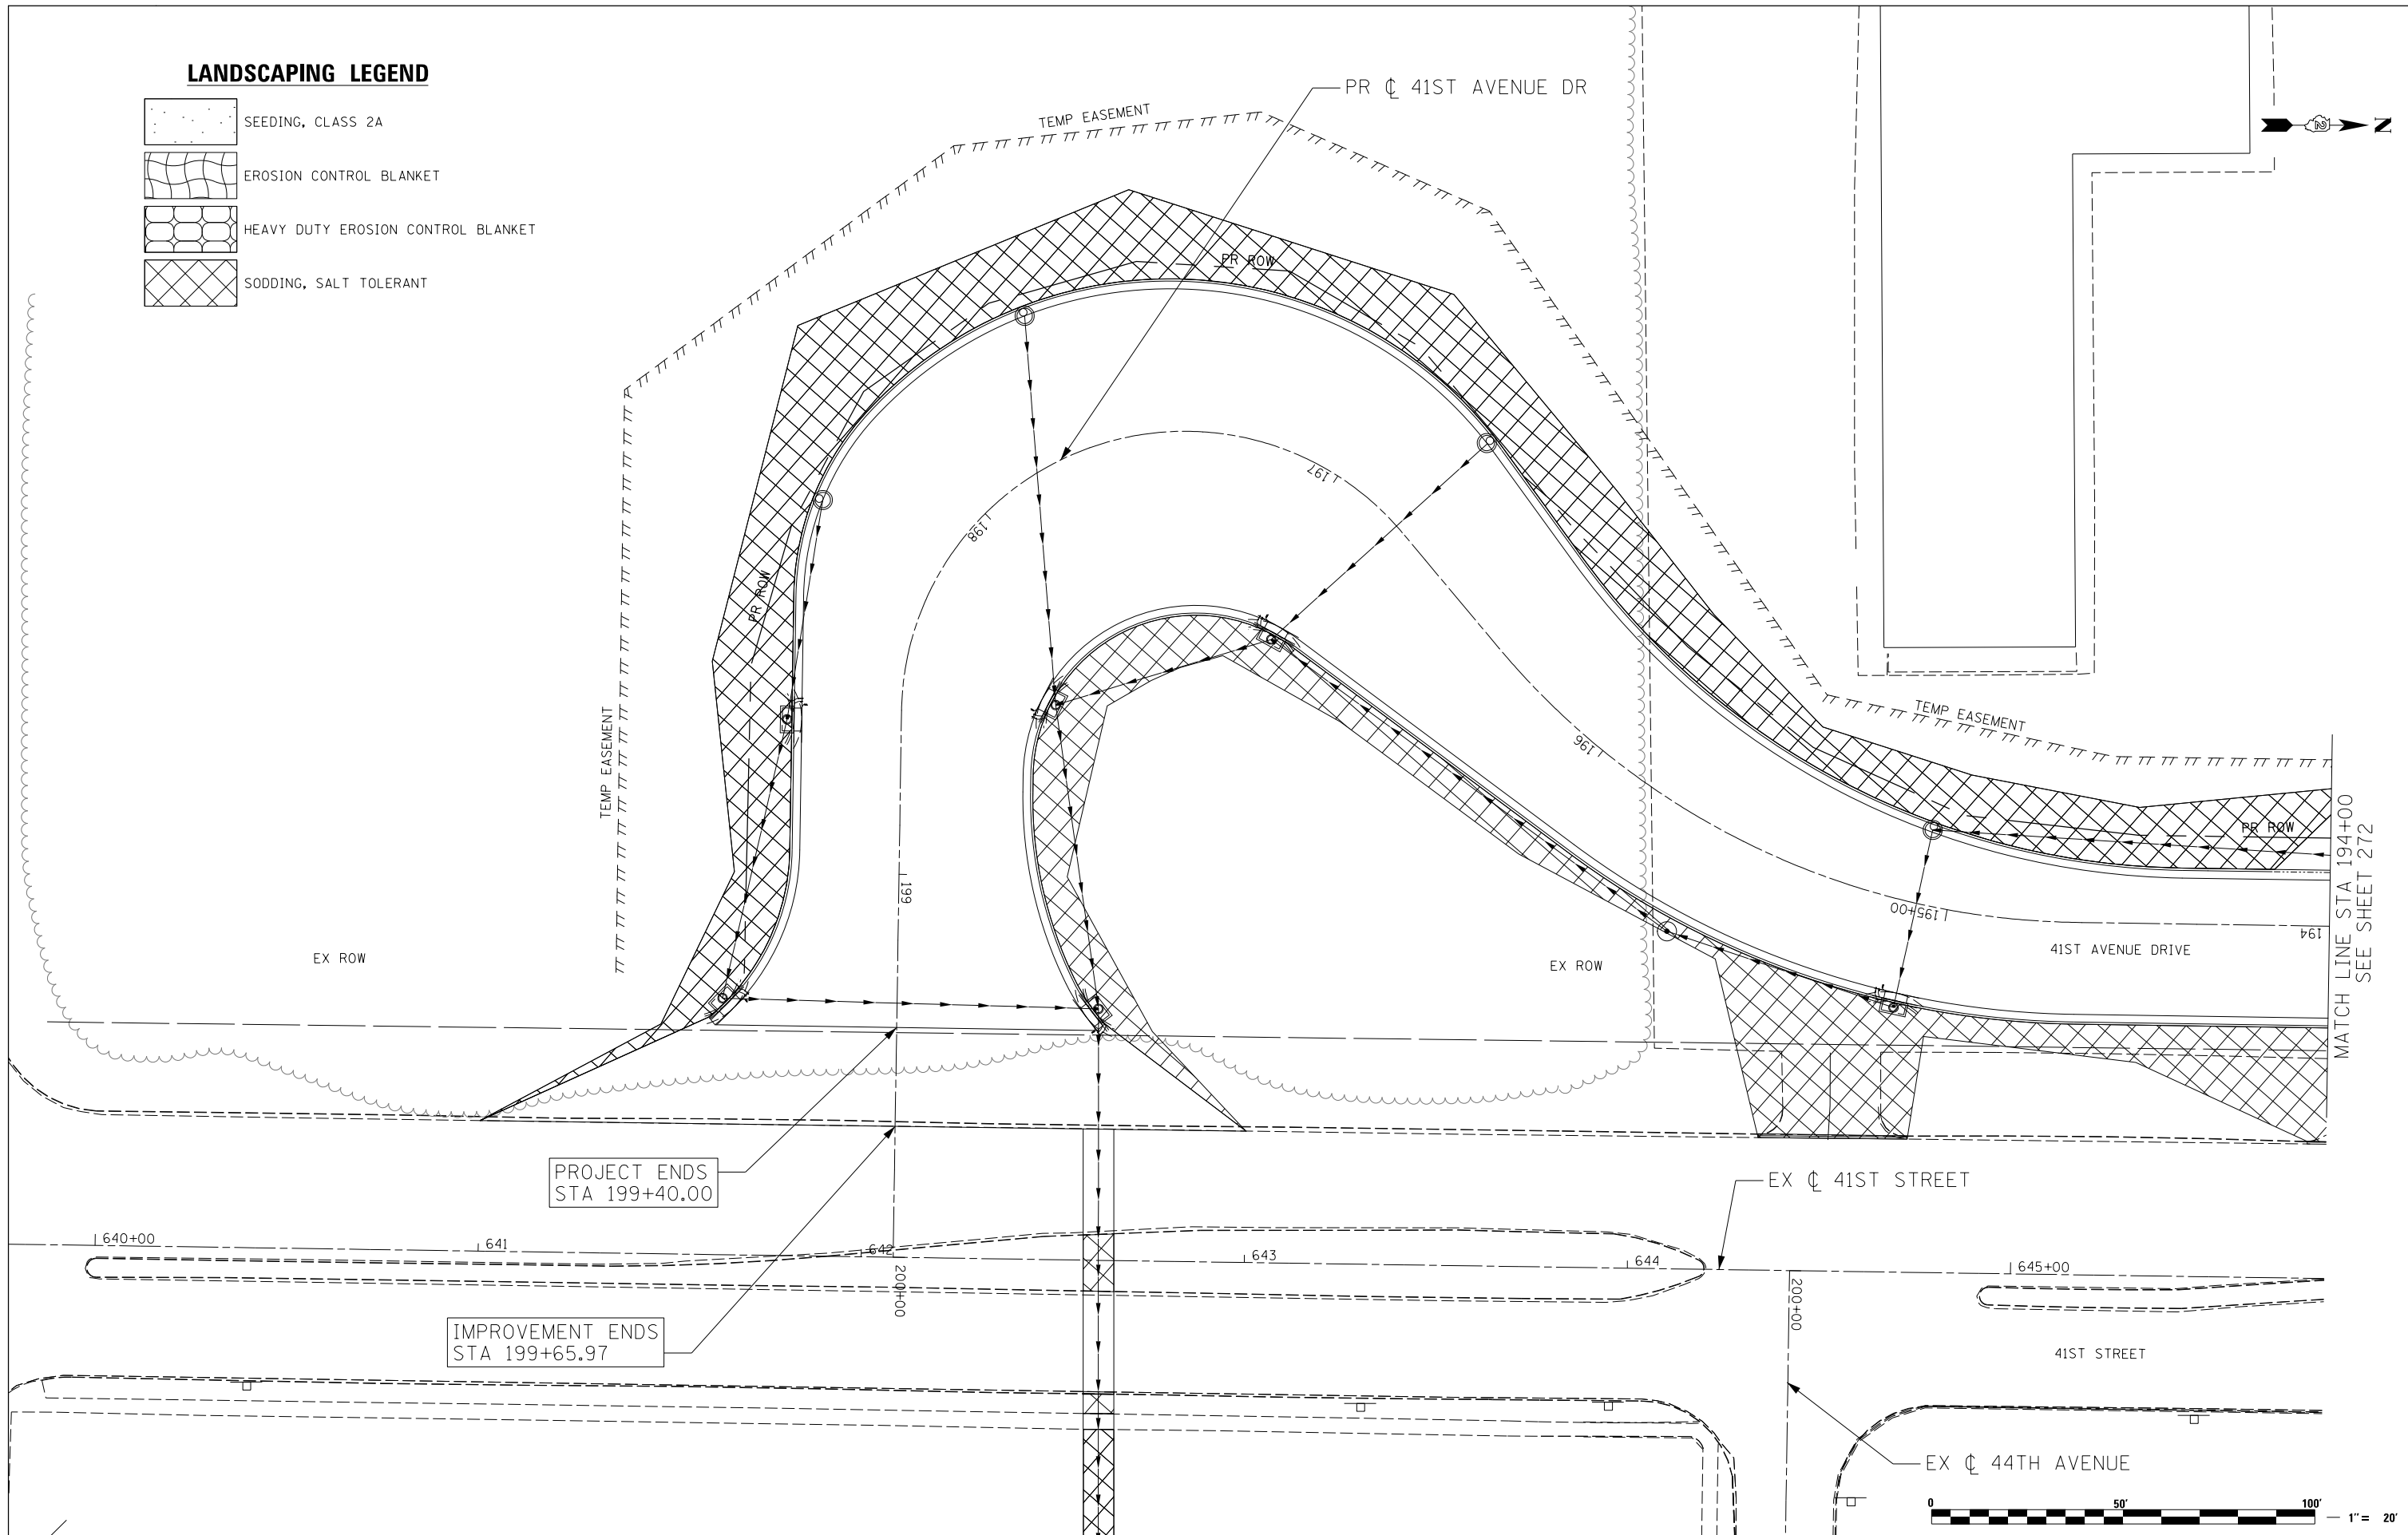 LANDSCAPING LEGEND
SEEDING, CLASS 2A
EROSION CONTROL BLANKET
HEAVY DUTY EROSION CONTROL BLANKET
SODDING, SALT TOLERANT
PR ℄ 41ST AVENUE DR
TEMP EASEMENT
N
PR ROW
197
198
PR ROW
TEMP EASEMENT
TEMP EASEMENT
196
PR ROW
199
195+00
194
41ST AVENUE DRIVE
EX ROW
EX ROW
MATCH LINE STA 194+00
SEE SHEET 272
PROJECT ENDS
STA 199+40.00
EX ℄ 41ST STREET
640+00
641
642
643
644
645+00
200+00
200+00
IMPROVEMENT ENDS
STA 199+65.97
41ST STREET
EX ℄ 44TH AVENUE
0 50' 100'
1" = 20'